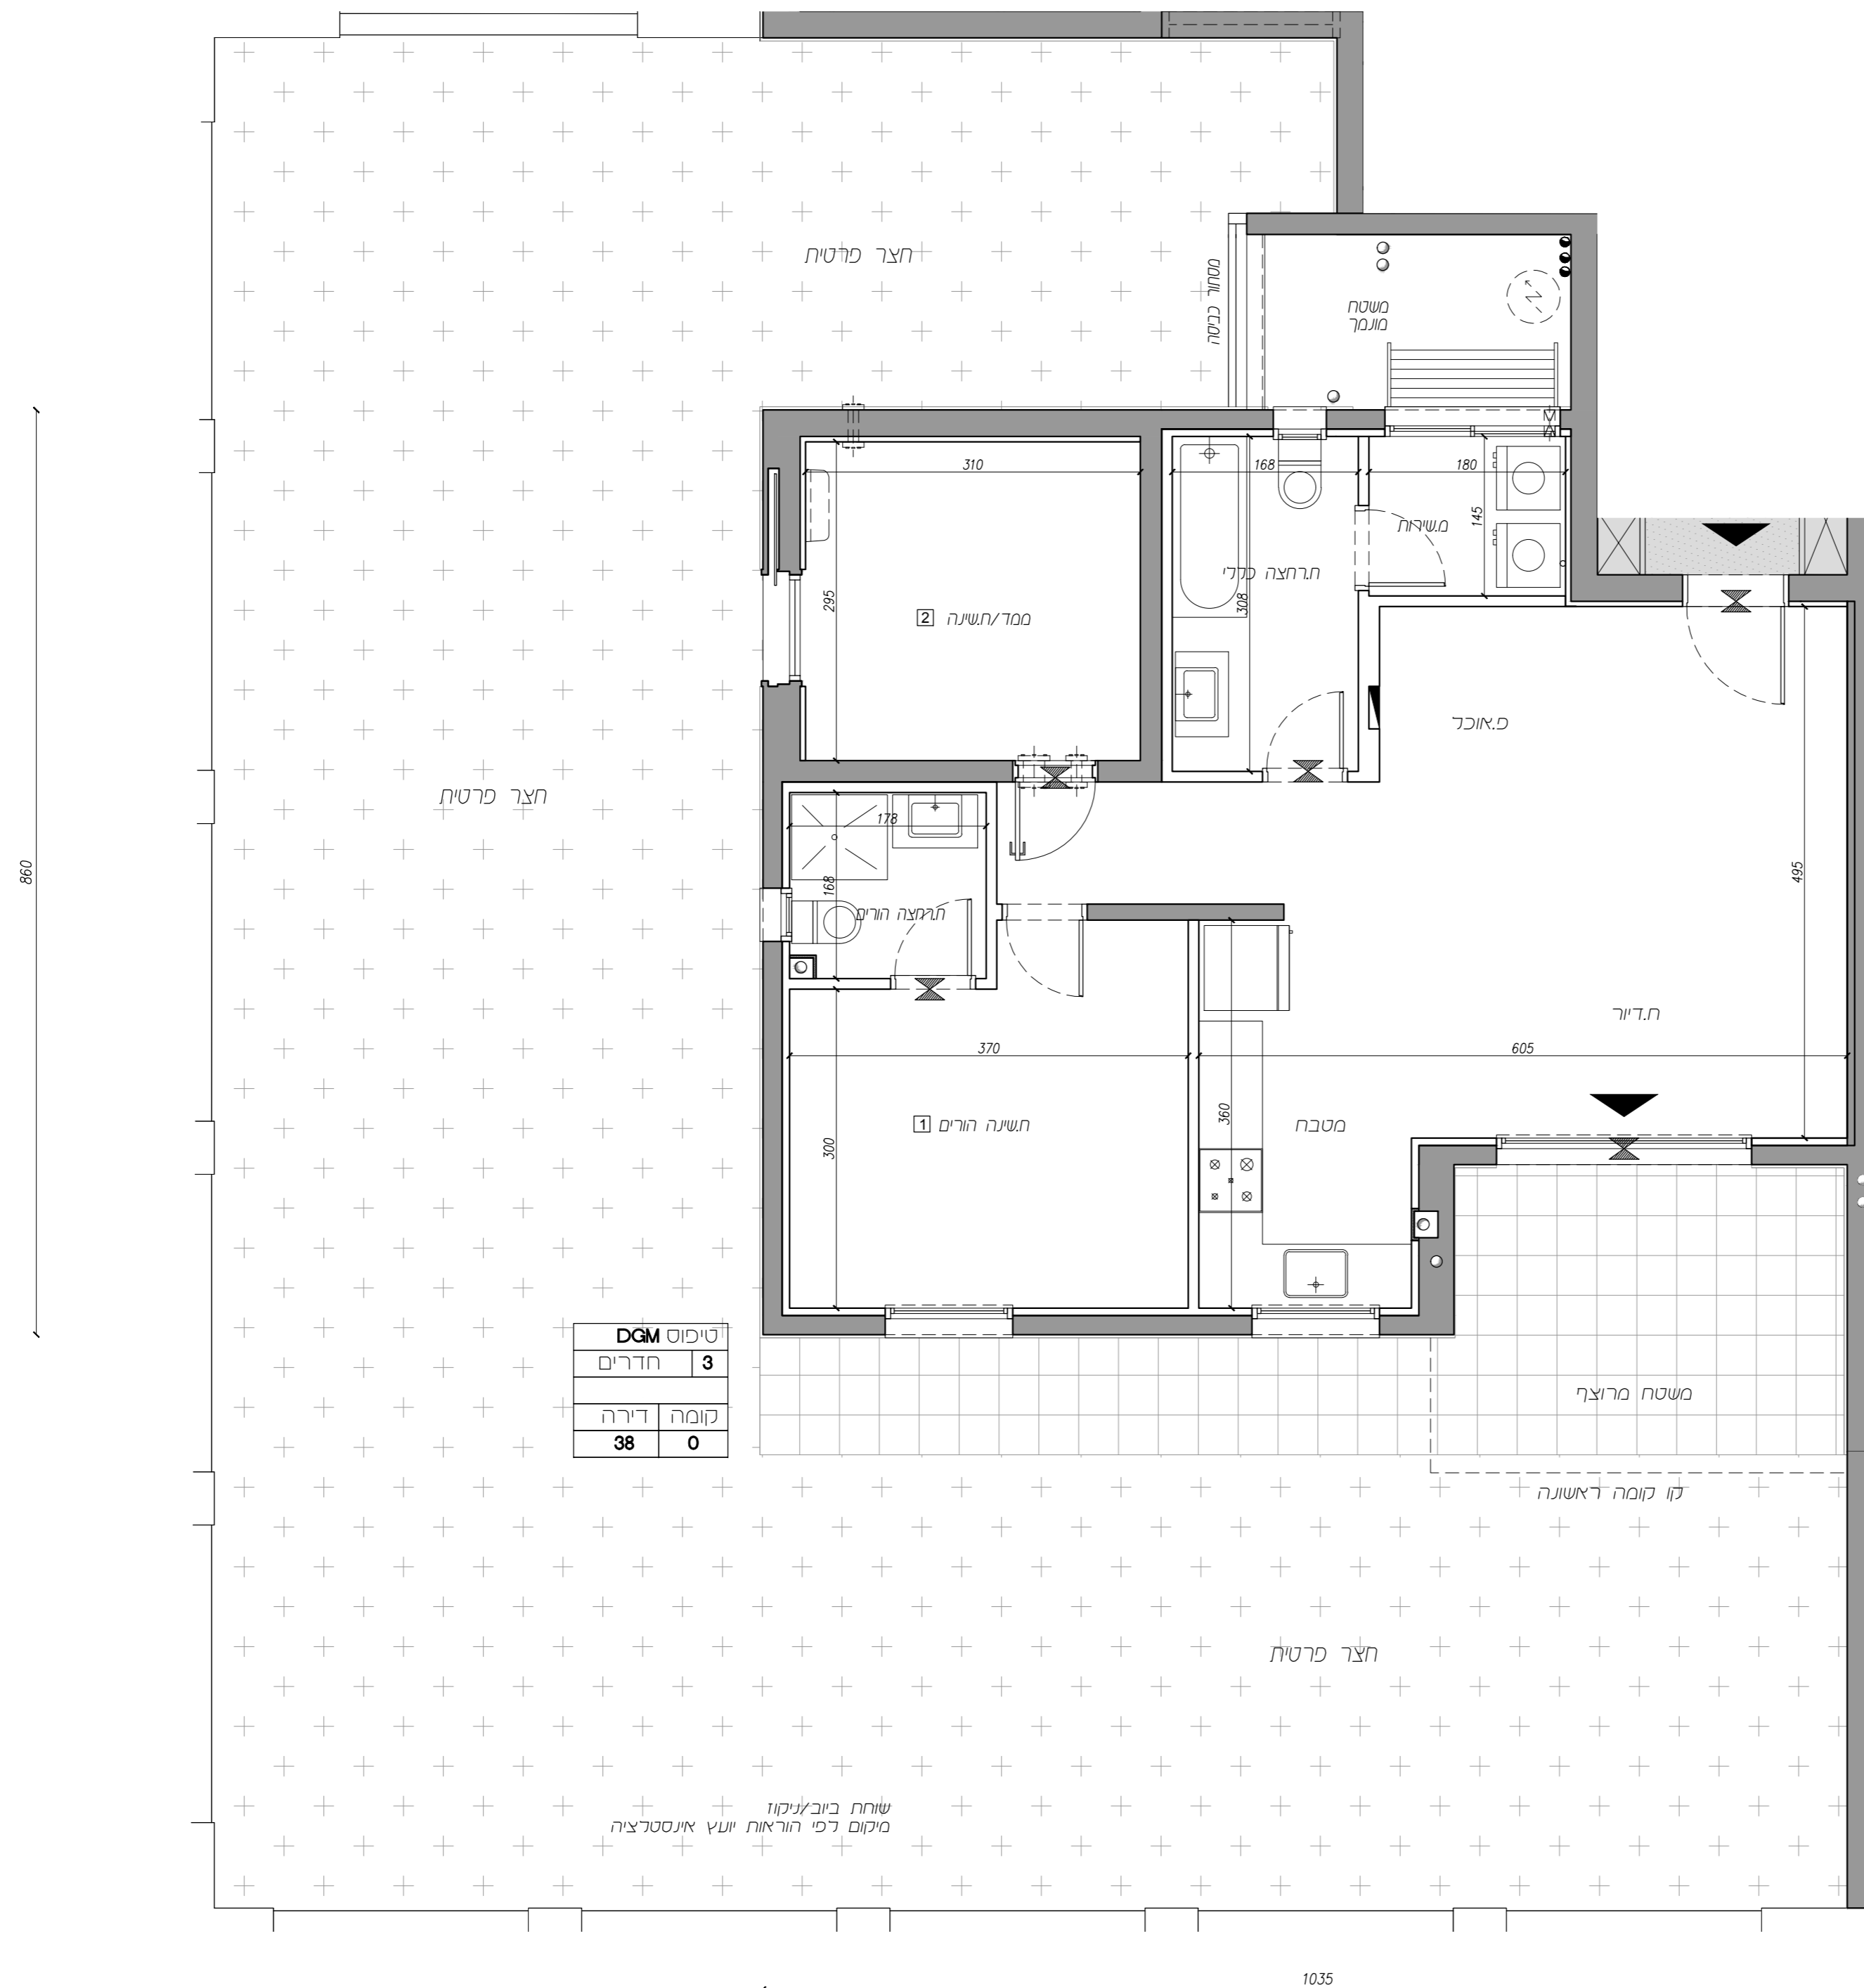 חצר פרטית
מסתור כביסה
משטח
מונמך
310
168
180
145
מ.שירות
ח.רחצה כללי
308
295
ממד/ח.שינה 2
פ.אוכל
חצר פרטית
178
168
ח.רחצה הורים
495
860
ח.דיור
370
605
ח.שינה הורים 1
300
360
מטבח
טיפוס DGM
3 חדרים
קומה דירה
0 38
משטח מרוצף
קו קומה ראשונה
חצר פרטית
שוחת ביוב/ניקוז
מיקום לפי הוראות יועץ אינסטלציה
1035